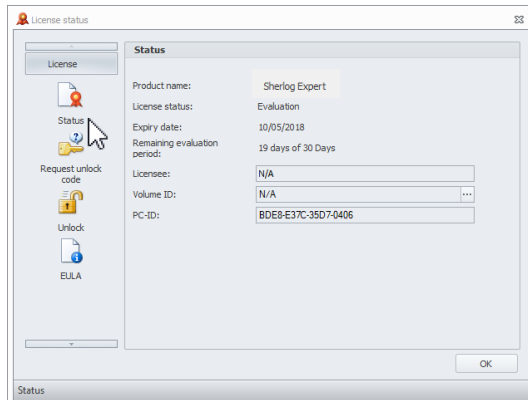 License status
License
Status
Request unlock
code
Unlock
EULA
Status
Product name:
Sherlog Expert
License status:
Evaluation
Expiry date:
10/05/2018
Remaining evaluation
period:
19 days of 30 Days
Licensee:
N/A
Volume ID:
N/A
...
PC-ID:
BDE8-E37C-35D7-0406
OK
Status